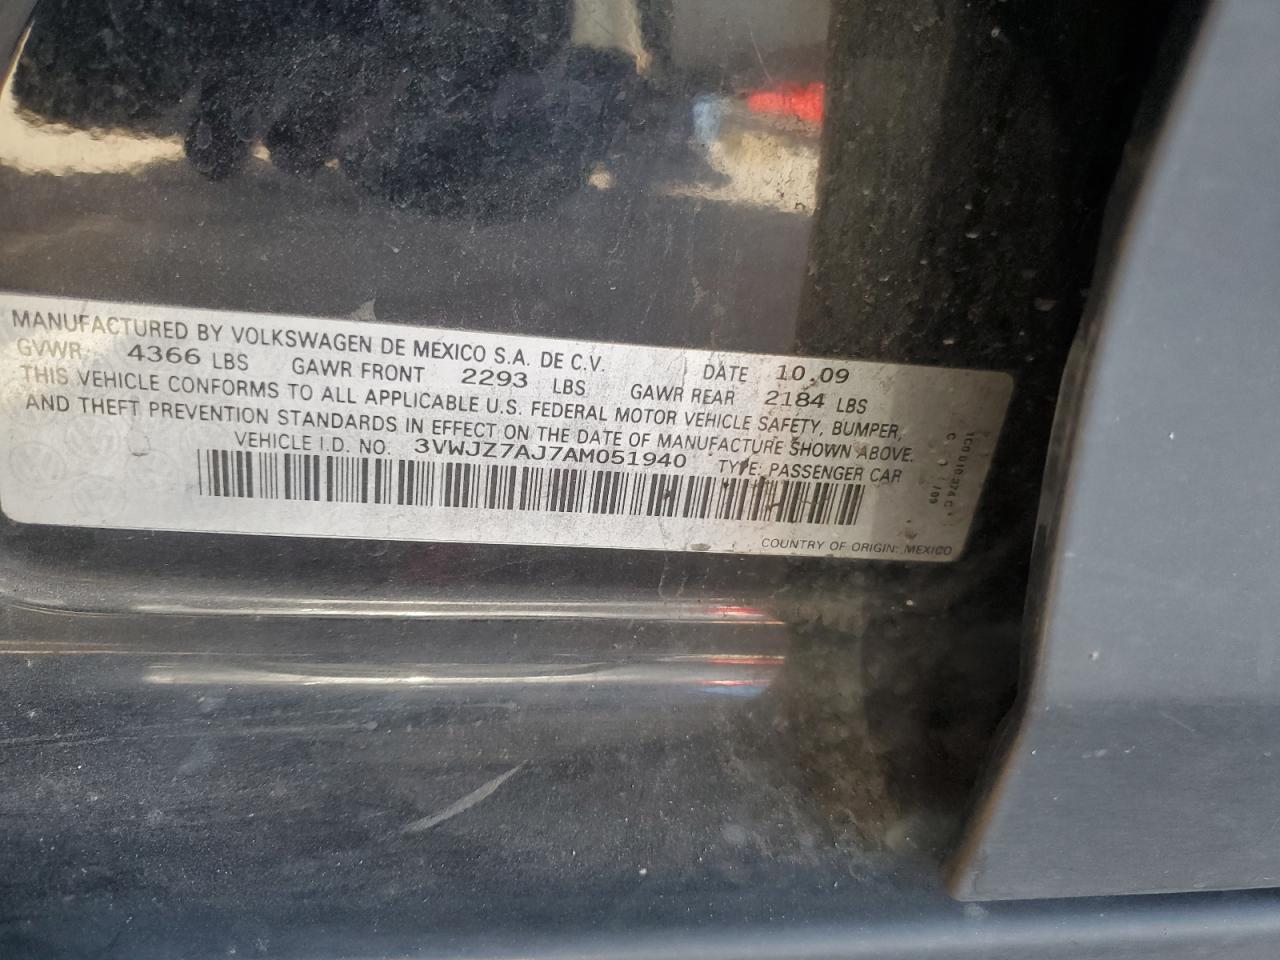 MANUFACTURED BY VOLKSWAGEN DE MEXICO S.A. DE C.V. DATE 10.09
GVWR 4366 LBS GAWR FRONT 2293 LBS GAWR REAR 2184 LBS
THIS VEHICLE CONFORMS TO ALL APPLICABLE U.S. FEDERAL MOTOR VEHICLE SAFETY, BUMPER,
AND THEFT PREVENTION STANDARDS IN EFFECT ON THE DATE OF MANUFACTURE SHOWN ABOVE.
VEHICLE I.D. NO. 3VWJZ7AJ7AM051940 TYPE: PASSENGER CAR
COUNTRY OF ORIGIN: MEXICO